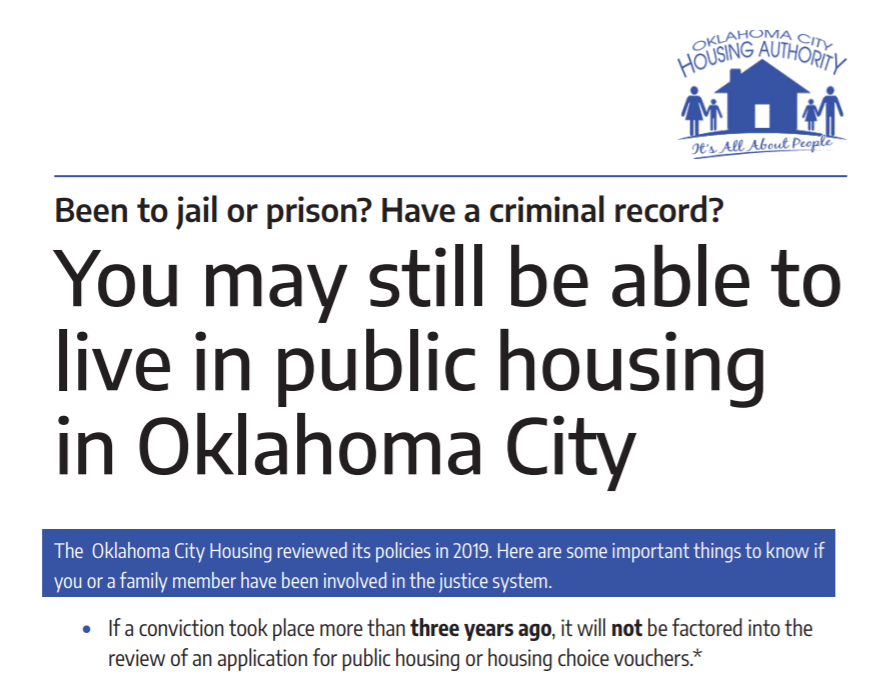 OKLAHOMA CITY
HOUSING AUTHORITY
It's All About People
Been to jail or prison? Have a criminal record?
You may still be able to
live in public housing
in Oklahoma City
The  Oklahoma City Housing reviewed its policies in 2019. Here are some important things to know if
you or a family member have been involved in the justice system.
• If a conviction took place more than three years ago, it will not be factored into the
review of an application for public housing or housing choice vouchers.*